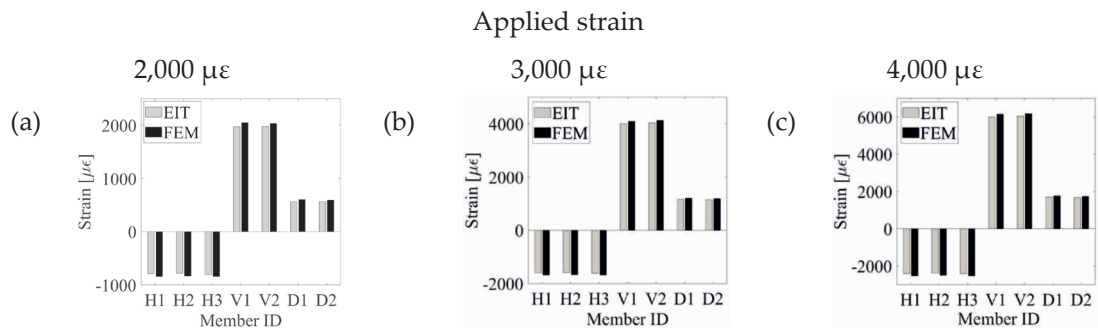 Applied strain
2,000 με
3,000 με
4,000 με
(a)
EIT
FEM
2000
1000
0
-1000
Strain [με]
H1 H2 H3 V1 V2 D1 D2
Member ID
(b)
EIT
FEM
4000
2000
0
-2000
Strain [με]
H1 H2 H3 V1 V2 D1 D2
Member ID
(c)
EIT
FEM
6000
4000
2000
0
-2000
Strain [με]
H1 H2 H3 V1 V2 D1 D2
Member ID